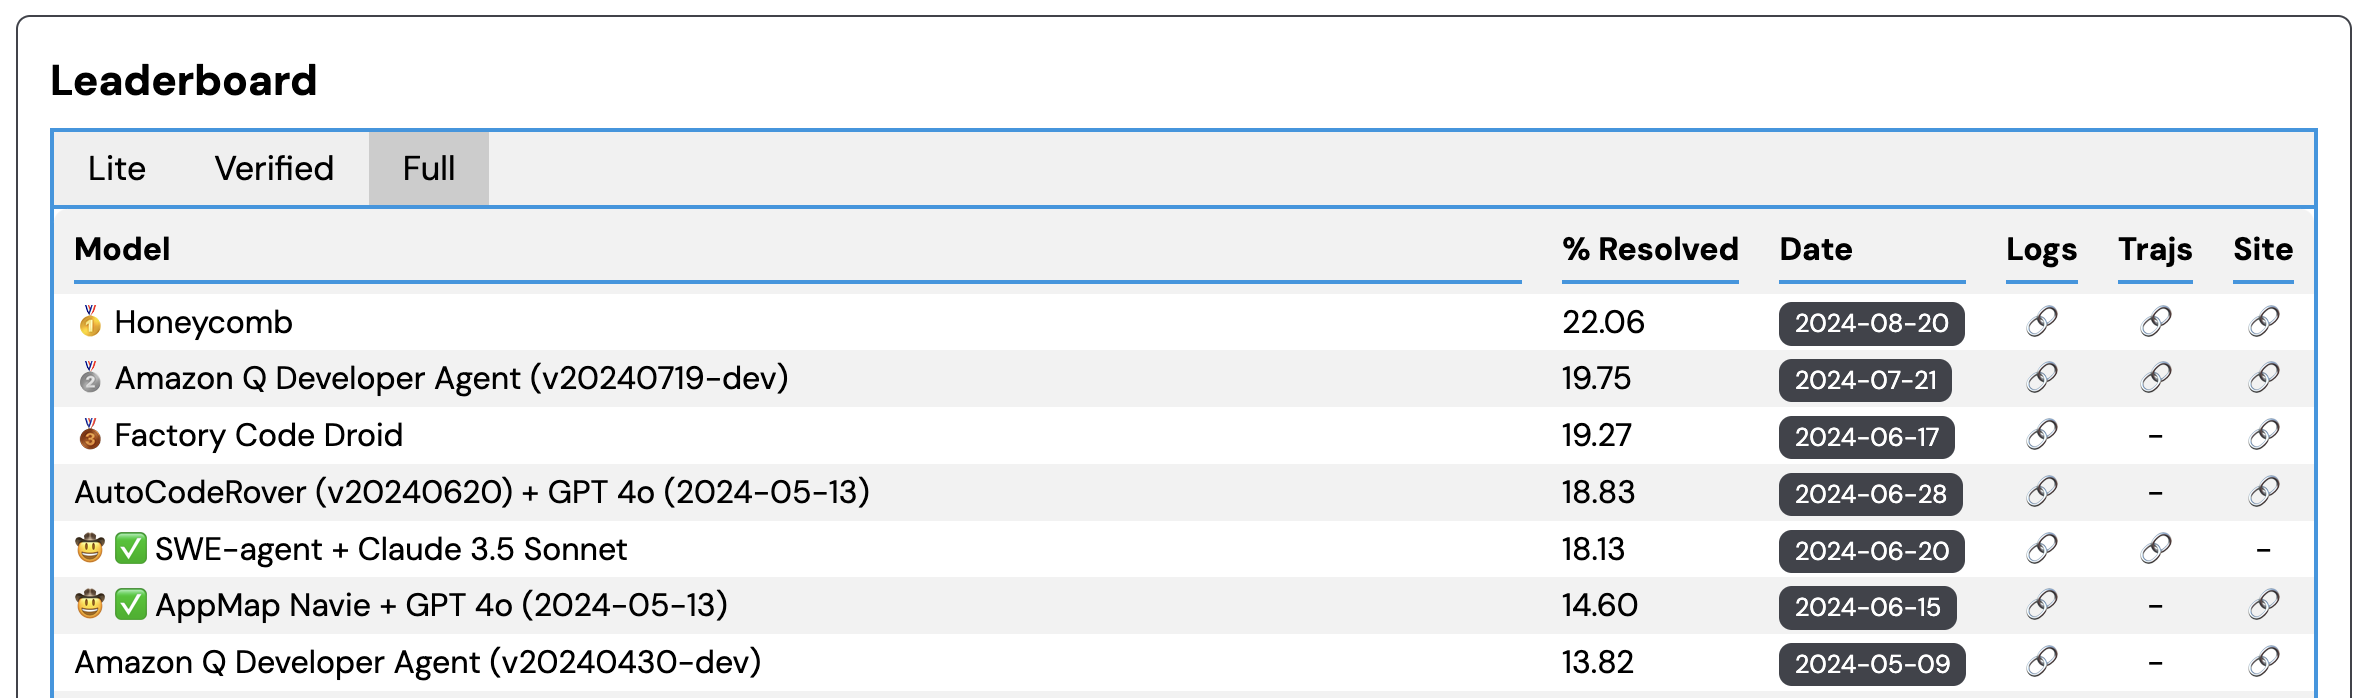 Leaderboard
Lite Verified Full
Model % Resolved Date Logs Trajs Site
🥇 Honeycomb 22.06 2024-08-20 🔗 🔗 🔗
🥈 Amazon Q Developer Agent (v20240719-dev) 19.75 2024-07-21 🔗 🔗 🔗
🥉 Factory Code Droid 19.27 2024-06-17 🔗 - 🔗
AutoCodeRover (v20240620) + GPT 4o (2024-05-13) 18.83 2024-06-28 🔗 - 🔗
🤠 ✅ SWE-agent + Claude 3.5 Sonnet 18.13 2024-06-20 🔗 🔗 -
🤠 ✅ AppMap Navie + GPT 4o (2024-05-13) 14.60 2024-06-15 🔗 - 🔗
Amazon Q Developer Agent (v20240430-dev) 13.82 2024-05-09 🔗 - 🔗